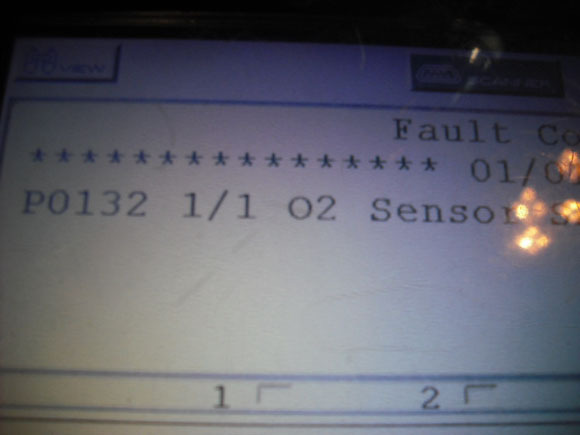 VIEW
SCANNER
Fault Co
***************** 01/0
P0132 1/1 O2 Sensor S
1
2